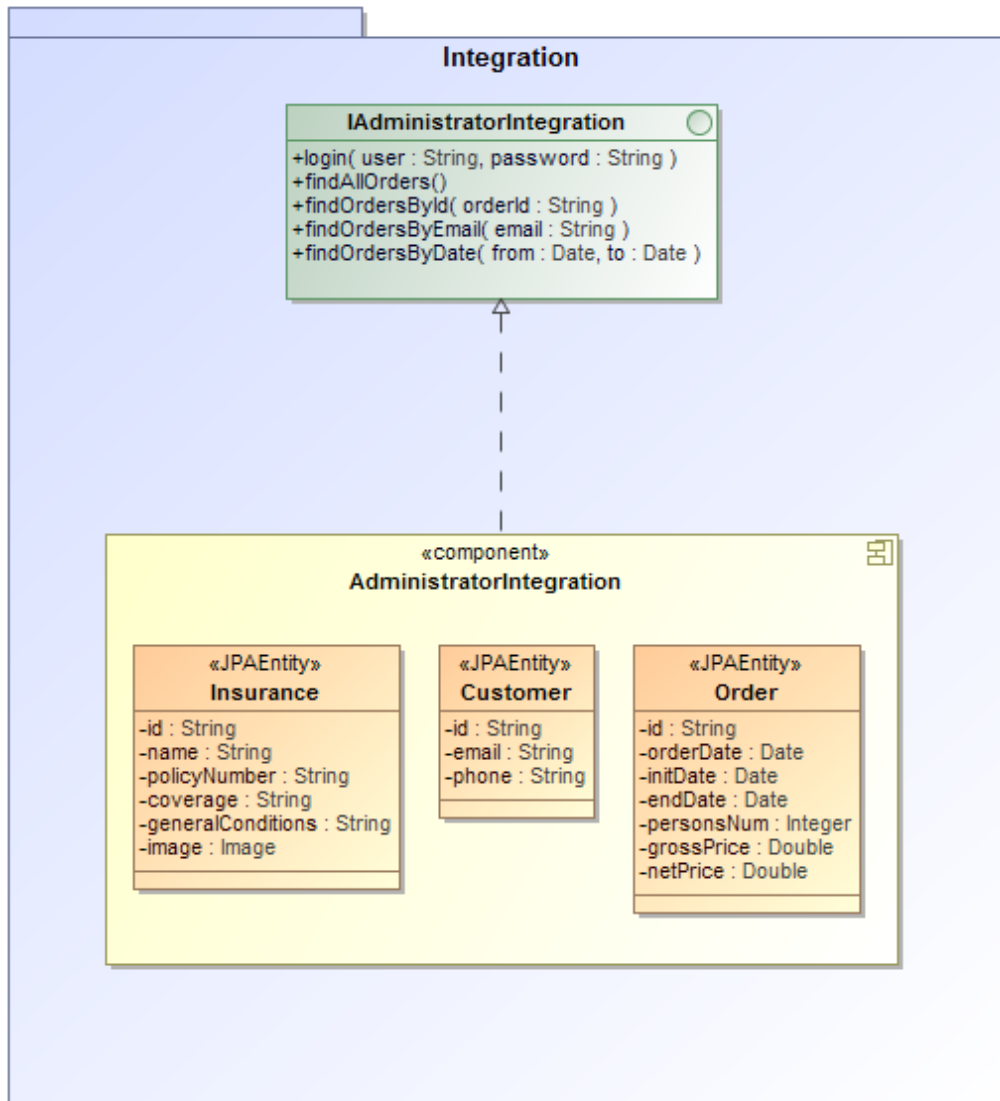 Integration
IAdministratorIntegration
+login( user : String, password : String )
+findAllOrders()
+findOrdersById( orderId : String )
+findOrdersByEmail( email : String )
+findOrdersByDate( from : Date, to : Date )
«component»
AdministratorIntegration
«JPAEntity»
Insurance
-id : String
-name : String
-policyNumber : String
-coverage : String
-generalConditions : String
-image : Image
«JPAEntity»
Customer
-id : String
-email : String
-phone : String
«JPAEntity»
Order
-id : String
-orderDate : Date
-initDate : Date
-endDate : Date
-personsNum : Integer
-grossPrice : Double
-netPrice : Double